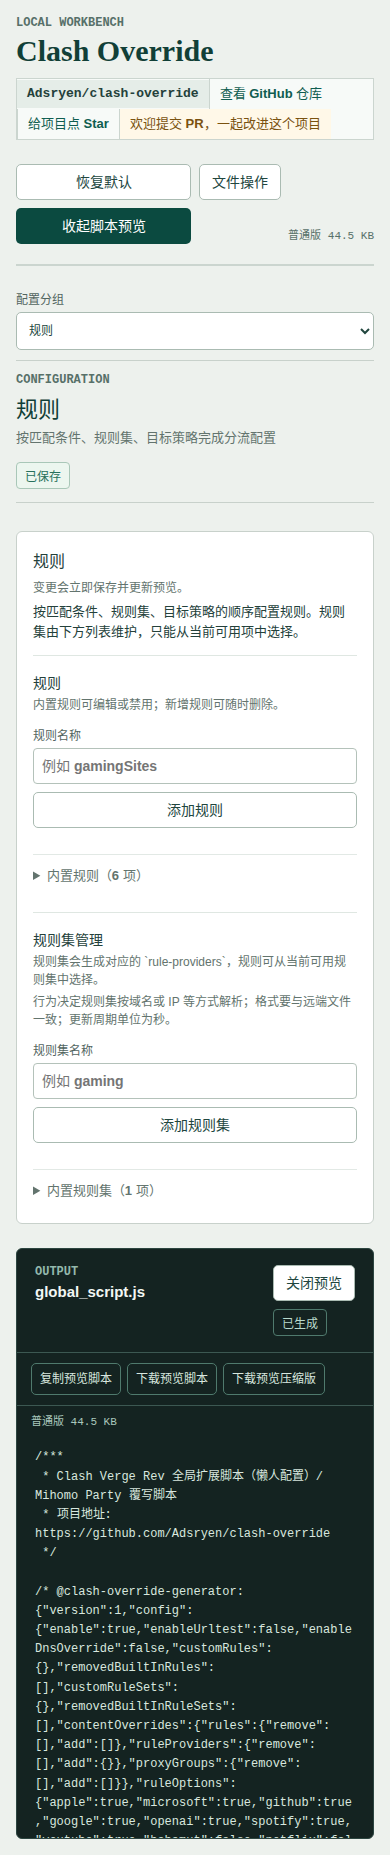 LOCAL WORKBENCH
Clash Override
Adsryen/clash-override
查看 GitHub 仓库
给项目点 Star
欢迎提交 PR，一起改进这个项目
恢复默认
文件操作
收起脚本预览
普通版 44.5 KB
配置分组
规则
CONFIGURATION
规则
按匹配条件、规则集、目标策略完成分流配置
已保存
规则
变更会立即保存并更新预览。
按匹配条件、规则集、目标策略的顺序配置规则。规则
集由下方列表维护，只能从当前可用项中选择。
规则
内置规则可编辑或禁用；新增规则可随时删除。
规则名称
例如 gamingSites
添加规则
▶ 内置规则（6 项）
规则集管理
规则集会生成对应的 `rule-providers`，规则可从当前可用规
则集中选择。
行为决定规则集按域名或 IP 等方式解析；格式要与远端文件
一致；更新周期单位为秒。
规则集名称
例如 gaming
添加规则集
▶ 内置规则集（1 项）
OUTPUT
global_script.js
关闭预览
已生成
复制预览脚本
下载预览脚本
下载预览压缩版
普通版 44.5 KB
/***
 * Clash Verge Rev 全局扩展脚本（懒人配置）/
Mihomo Party 覆写脚本
 * 项目地址:
https://github.com/Adsryen/clash-override
 */
/* @clash-override-generator:
{"version":1,"config":
{"enable":true,"enableUrltest":false,"enable
DnsOverride":false,"customRules":
{},"removedBuiltInRules":
[],"customRuleSets":
{},"removedBuiltInRuleSets":
[],"contentOverrides":{"rules":{"remove":
[],"add":[]},"ruleProviders":{"remove":
[],"add":{}},"proxyGroups":{"remove":
[],"add":[]}},"ruleOptions":
{"apple":true,"microsoft":true,"github":true
,"google":true,"openai":true,"spotify":true,